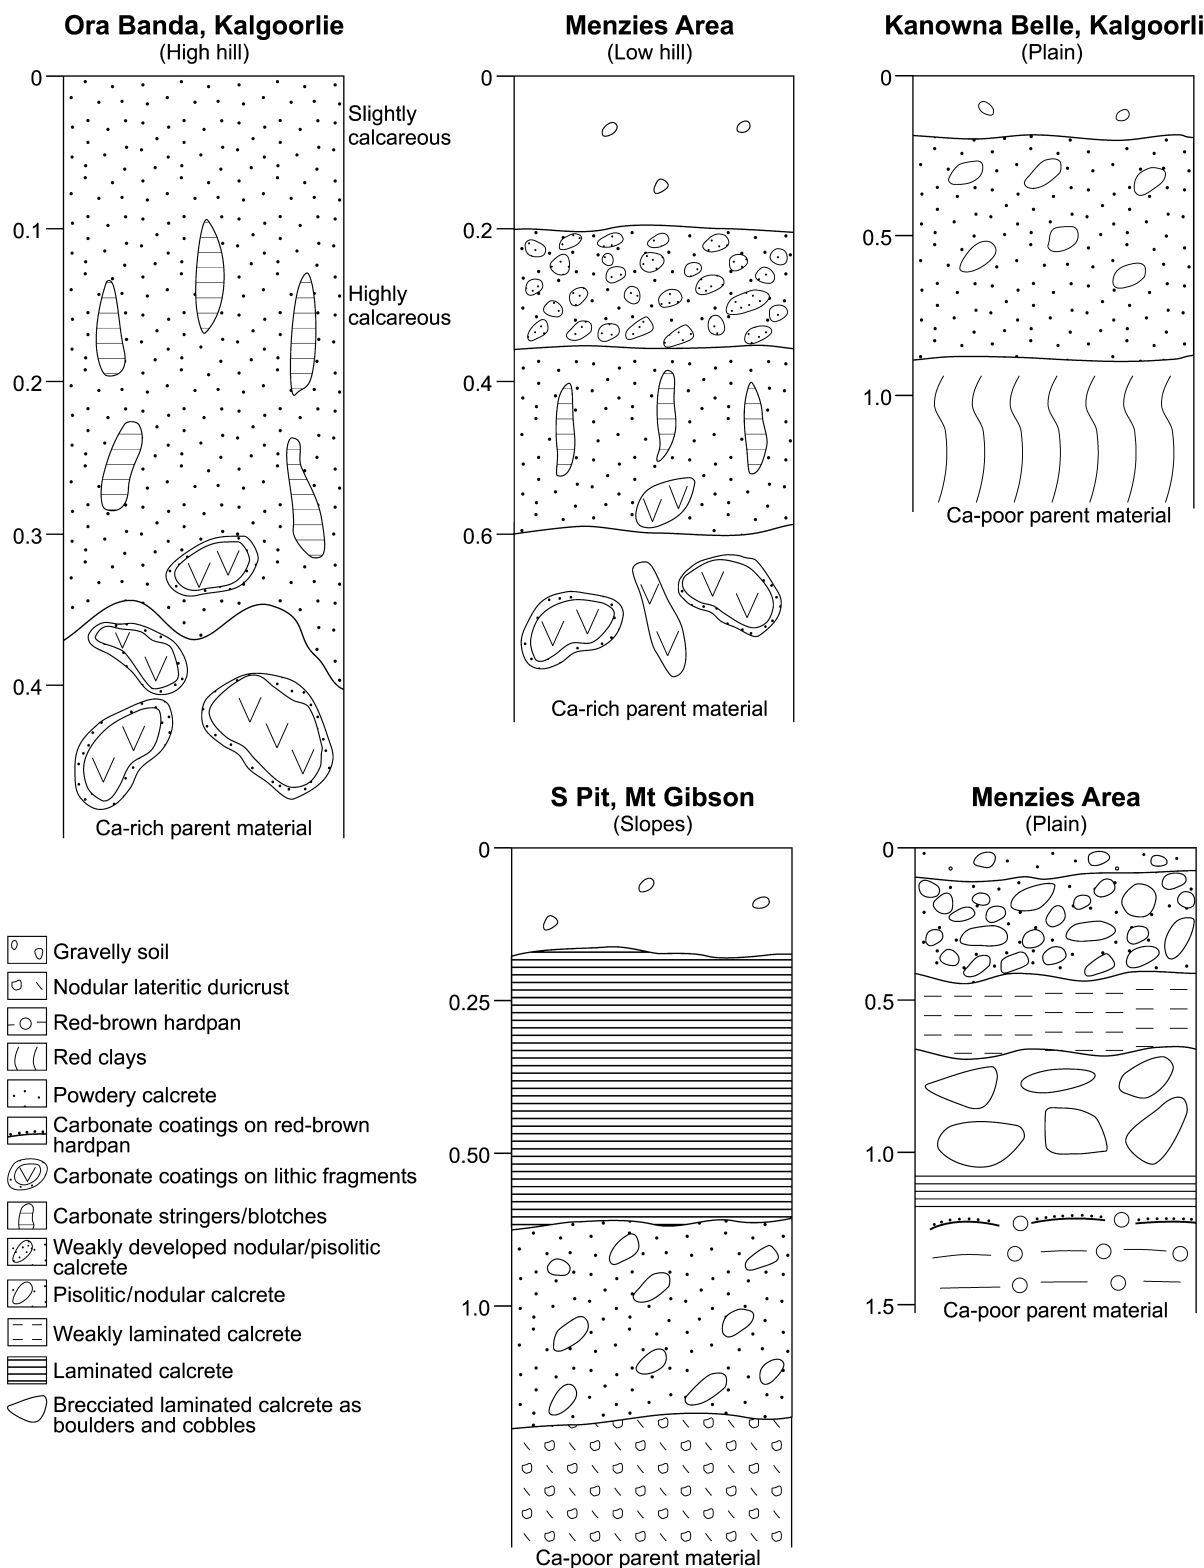 Ora Banda, Kalgoorlie
(High hill)
0
0.1
0.2
0.3
0.4
Slightly
calcareous
Highly
calcareous
Ca-rich parent material
Menzies Area
(Low hill)
0
0.2
0.4
0.6
Ca-rich parent material
Kanowna Belle, Kalgoorli
(Plain)
0
0.5
1.0
Ca-poor parent material
S Pit, Mt Gibson
(Slopes)
0
0.25
0.50
1.0
Ca-poor parent material
Menzies Area
(Plain)
0
0.5
1.0
1.5
Ca-poor parent material
Gravelly soil
Nodular lateritic duricrust
Red-brown hardpan
Red clays
Powdery calcrete
Carbonate coatings on red-brown
hardpan
Carbonate coatings on lithic fragments
Carbonate stringers/blotches
Weakly developed nodular/pisolitic
calcrete
Pisolitic/nodular calcrete
Weakly laminated calcrete
Laminated calcrete
Brecciated laminated calcrete as
boulders and cobbles